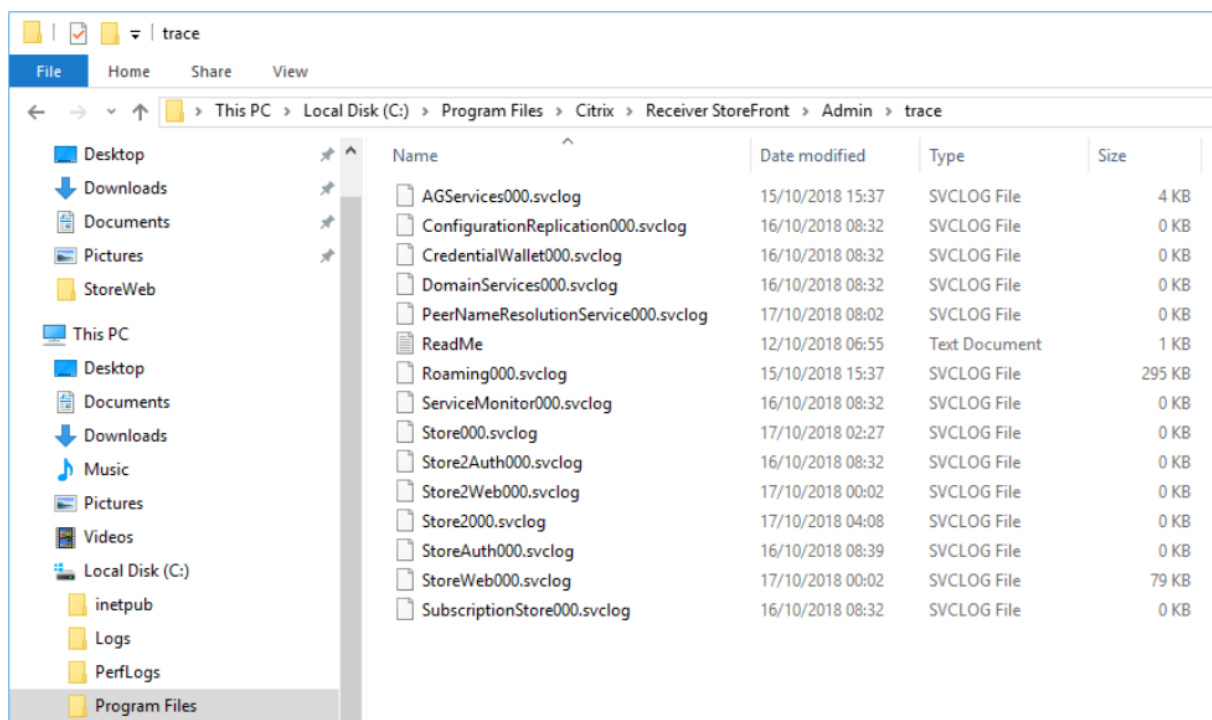 trace
File Home Share View
This PC > Local Disk (C:) > Program Files > Citrix > Receiver StoreFront > Admin > trace
Desktop
Downloads
Documents
Pictures
StoreWeb
This PC
Desktop
Documents
Downloads
Music
Pictures
Videos
Local Disk (C:)
inetpub
Logs
PerfLogs
Program Files
Name Date modified Type Size
AGServices000.svclog 15/10/2018 15:37 SVCLOG File 4 KB
ConfigurationReplication000.svclog 16/10/2018 08:32 SVCLOG File 0 KB
CredentialWallet000.svclog 16/10/2018 08:32 SVCLOG File 0 KB
DomainServices000.svclog 16/10/2018 08:32 SVCLOG File 0 KB
PeerNameResolutionService000.svclog 17/10/2018 08:02 SVCLOG File 0 KB
ReadMe 12/10/2018 06:55 Text Document 1 KB
Roaming000.svclog 15/10/2018 15:37 SVCLOG File 295 KB
ServiceMonitor000.svclog 16/10/2018 08:32 SVCLOG File 0 KB
Store000.svclog 17/10/2018 02:27 SVCLOG File 0 KB
Store2Auth000.svclog 16/10/2018 08:32 SVCLOG File 0 KB
Store2Web000.svclog 17/10/2018 00:02 SVCLOG File 0 KB
Store2000.svclog 17/10/2018 04:08 SVCLOG File 0 KB
StoreAuth000.svclog 16/10/2018 08:39 SVCLOG File 0 KB
StoreWeb000.svclog 17/10/2018 00:02 SVCLOG File 79 KB
SubscriptionStore000.svclog 16/10/2018 08:32 SVCLOG File 0 KB